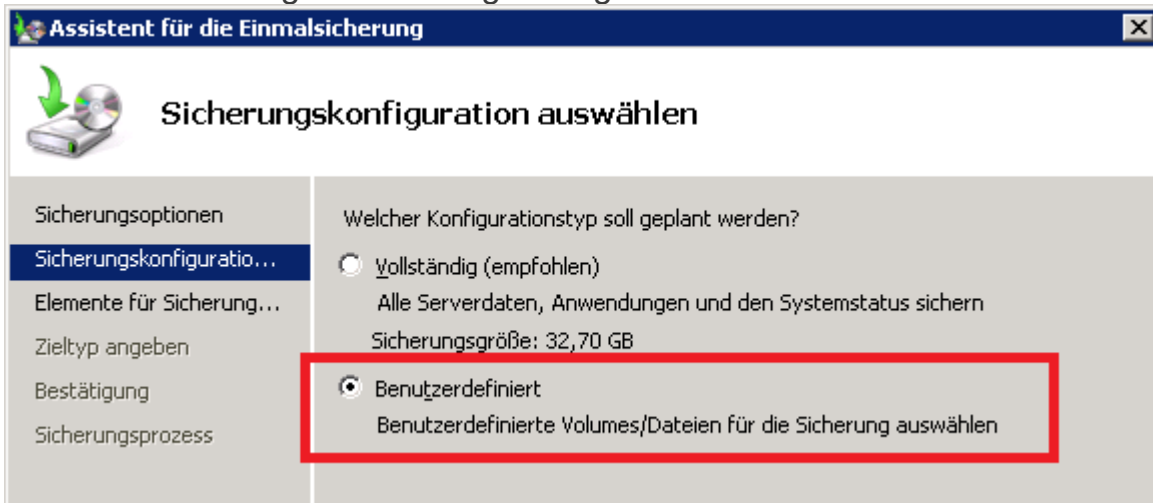 Assistent für die Einmalsicherung
Sicherungskonfiguration auswählen
Sicherungsoptionen
Sicherungskonfiguratio...
Elemente für Sicherung...
Zieltyp angeben
Bestätigung
Sicherungsprozess
Welcher Konfigurationstyp soll geplant werden?
Vollständig (empfohlen)
Alle Serverdaten, Anwendungen und den Systemstatus sichern
Sicherungsgröße: 32,70 GB
Benutzerdefiniert
Benutzerdefinierte Volumes/Dateien für die Sicherung auswählen